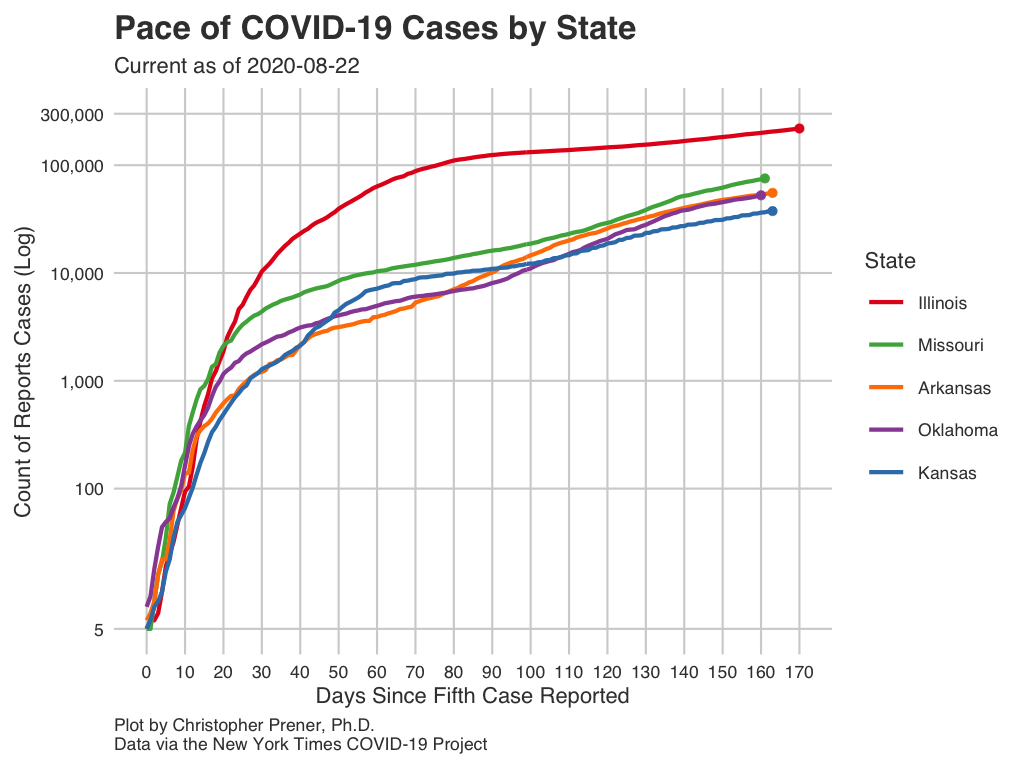 Pace of COVID-19 Cases by State
Current as of 2020-08-22
Count of Reports Cases (Log)
300,000
100,000
10,000
1,000
100
5
0 10 20 30 40 50 60 70 80 90 100 110 120 130 140 150 160 170
Days Since Fifth Case Reported
State
Illinois
Missouri
Arkansas
Oklahoma
Kansas
Plot by Christopher Prener, Ph.D.
Data via the New York Times COVID-19 Project